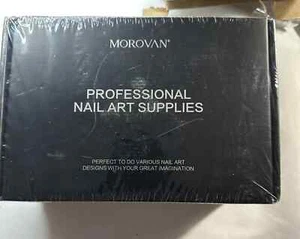 MOROVAN
PROFESSIONAL
NAIL ART SUPPLIES
PERFECT TO DO VARIOUS NAIL ART
DESIGNS WITH YOUR GREAT IMAGINATION